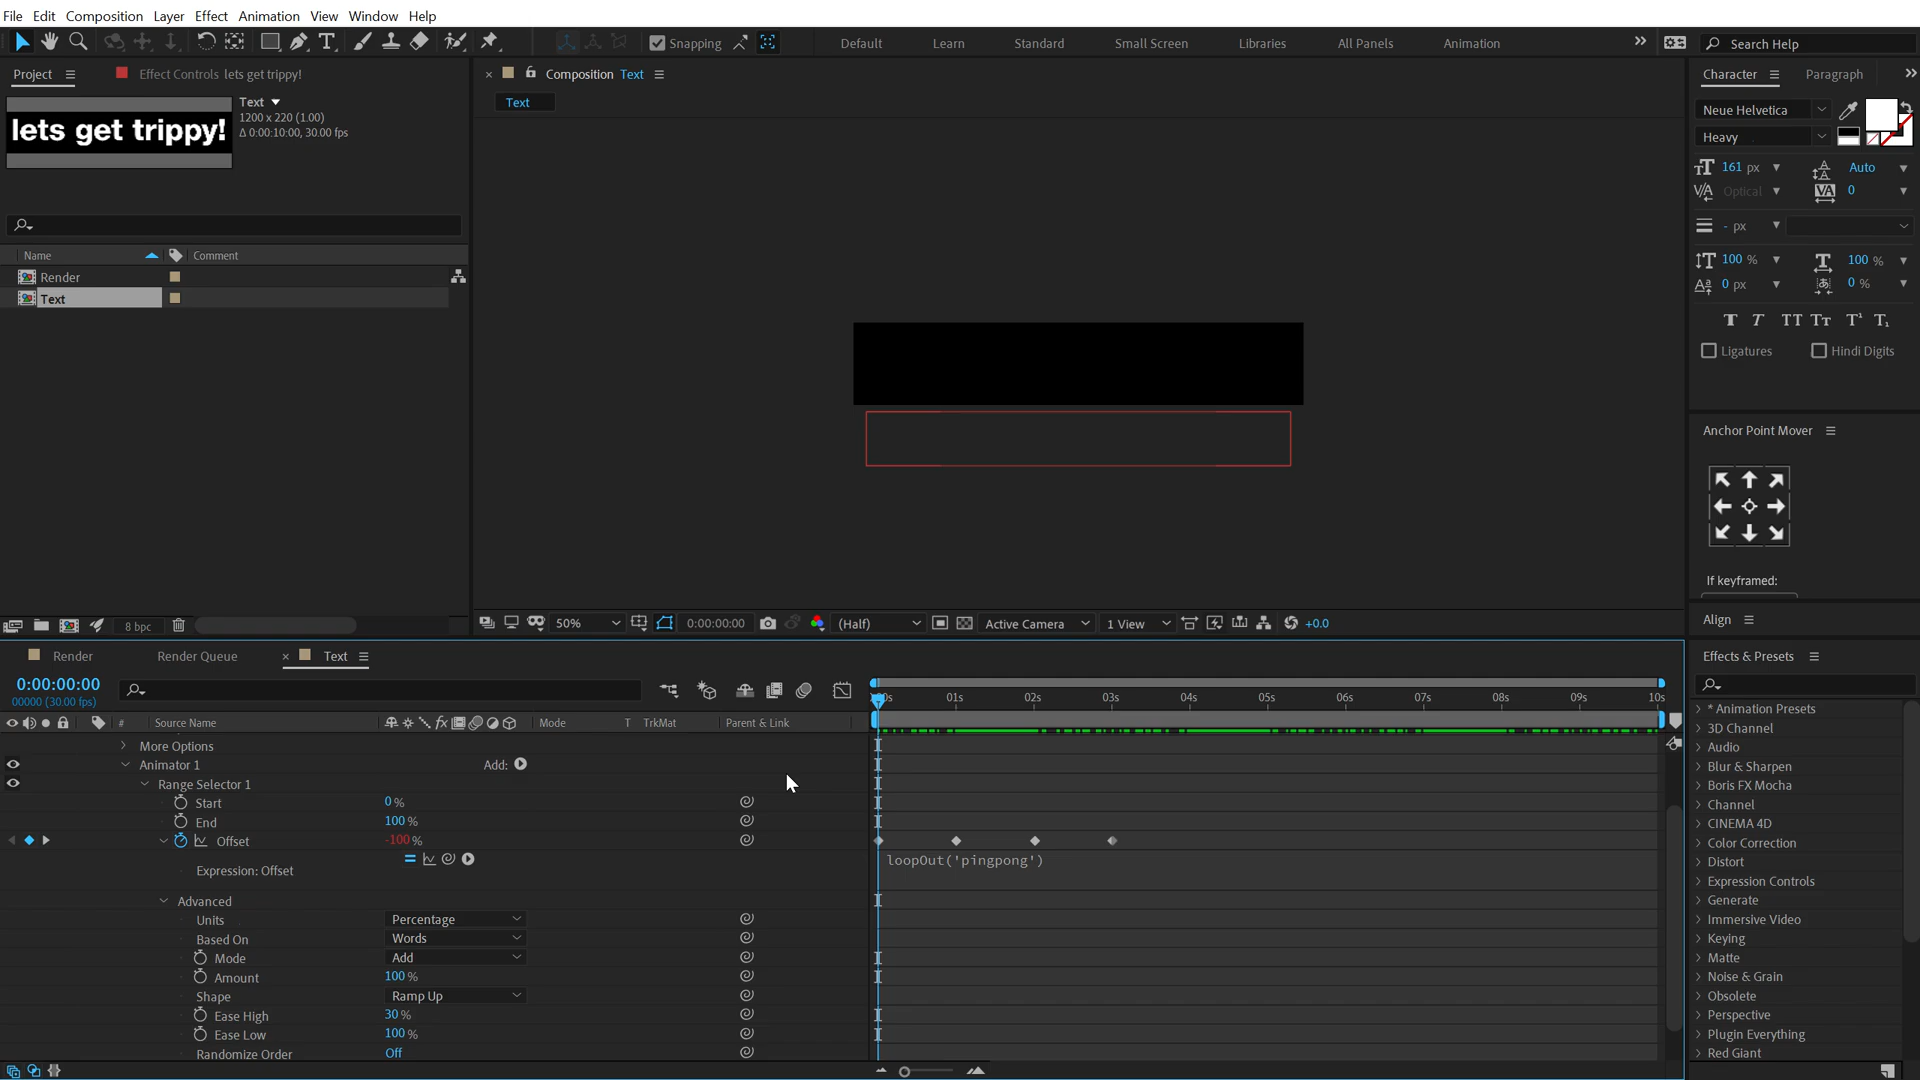 File Edit Composition Layer Effect Animation View Window Help
Snapping Default Learn Standard Small Screen Libraries All Panels Animation Search Help
Project Effect Controls lets get trippy!
lets get trippy!
Text
1200 x 220 (1.00)
Δ 0:00:10:00, 30.00 fps
Name Comment
Render
Text
8 bpc
Composition Text
Text
50% 0:00:00:00 (Half) Active Camera 1 View +0.0
Character Paragraph
Neue Helvetica
Heavy
161 px Auto
Optical 0
- px
100 % 100 %
0 px 0 %
Ligatures Hindi Digits
Anchor Point Mover
If keyframed:
Align
Effects & Presets
* Animation Presets
3D Channel
Audio
Blur & Sharpen
Boris FX Mocha
Channel
CINEMA 4D
Color Correction
Distort
Expression Controls
Generate
Immersive Video
Keying
Matte
Noise & Grain
Obsolete
Perspective
Plugin Everything
Red Giant
Render Render Queue Text
0:00:00:00
00000 (30.00 fps)
01s 02s 03s 04s 05s 06s 07s 08s 09s 10s
# Source Name Mode T TrkMat Parent & Link
More Options
Animator 1 Add:
Range Selector 1
Start 0 %
End 100 %
Offset -100 %
Expression: Offset loopOut('pingpong')
Advanced
Units Percentage
Based On Words
Mode Add
Amount 100 %
Shape Ramp Up
Ease High 30 %
Ease Low 100 %
Randomize Order Off